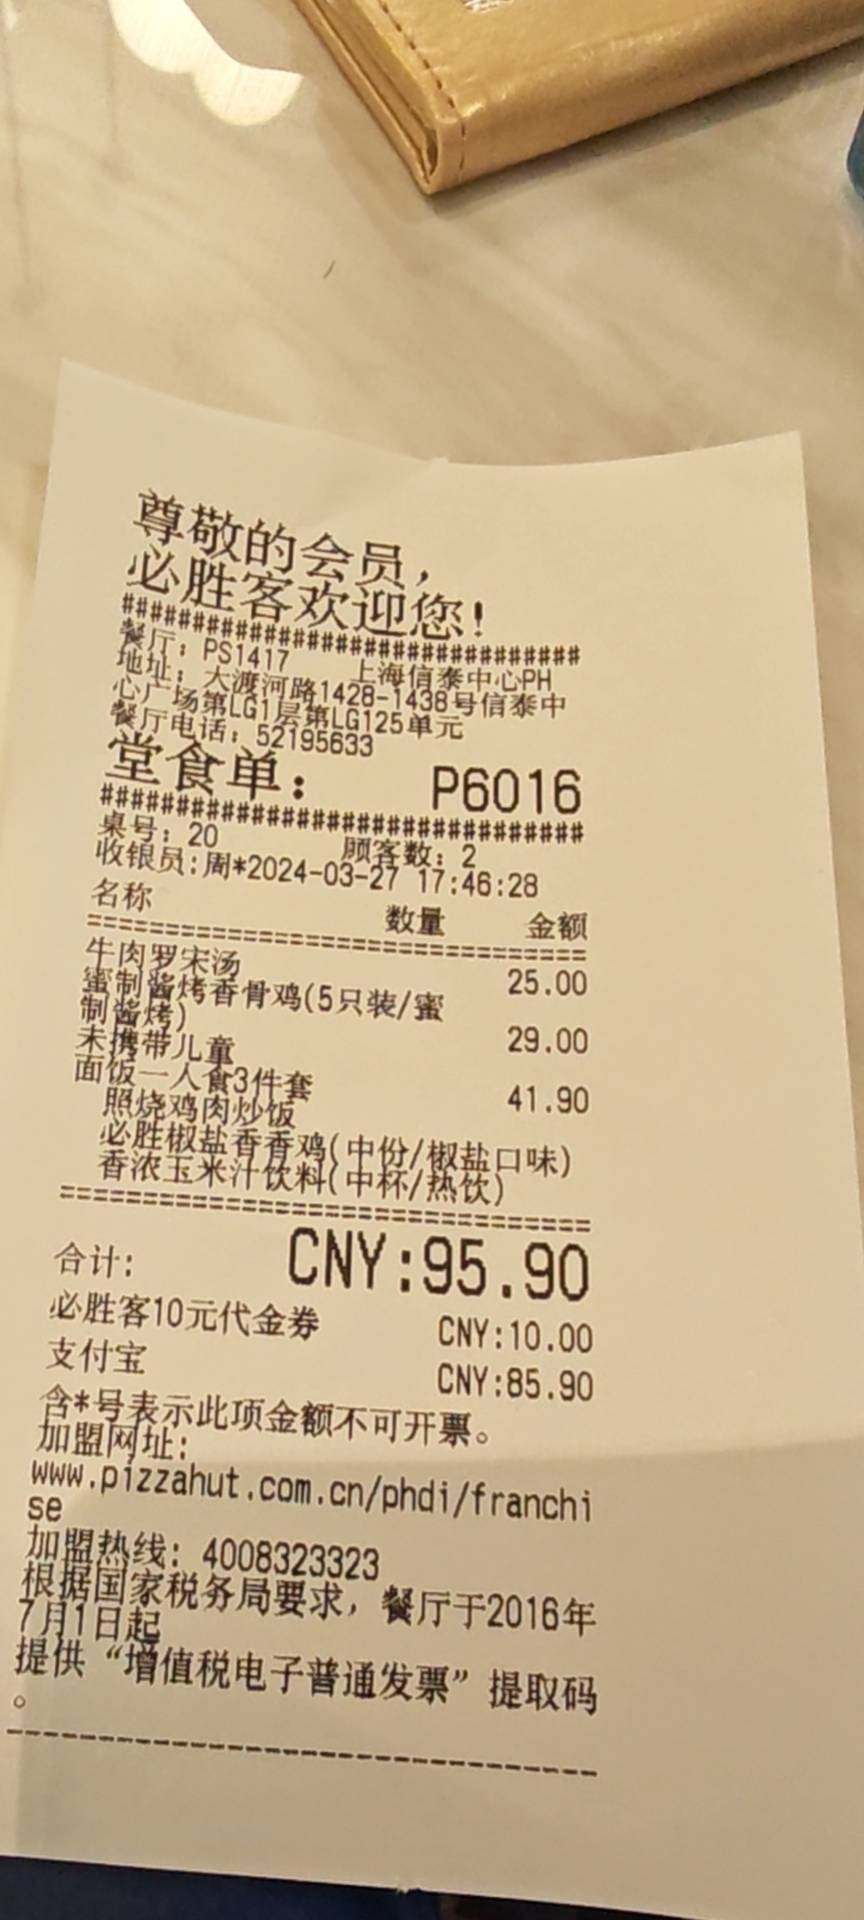 尊敬的会员，
必胜客欢迎您!
################################
餐厅：PS1417 上海信泰中心PH
地址：大渡河路1428-1438号信泰中
心广场第LG1层第LG125单元
餐厅电话：52195633
堂食单： P6016
################################
桌号：20 顾客数：2
收银员:周*2024-03-27 17:46:28
名称 数量 金额
================================
牛肉罗宋汤 25.00
蜜制酱烤香骨鸡(5只装/蜜
制酱烤) 29.00
未携带儿童
面饭一人食3件套 41.90
照烧鸡肉炒饭
必胜椒盐香香鸡(中份/椒盐口味)
香浓玉米汁饮料(中杯/热饮)
================================
合计: CNY:95.90
必胜客10元代金券 CNY:10.00
支付宝 CNY:85.90
含*号表示此项金额不可开票。
加盟网址:
www.pizzahut.com.cn/phdi/franchi
se
加盟热线: 4008323323
根据国家税务局要求，餐厅于2016年
7月1日起
提供“增值税电子普通发票”提取码
。
--------------------------------